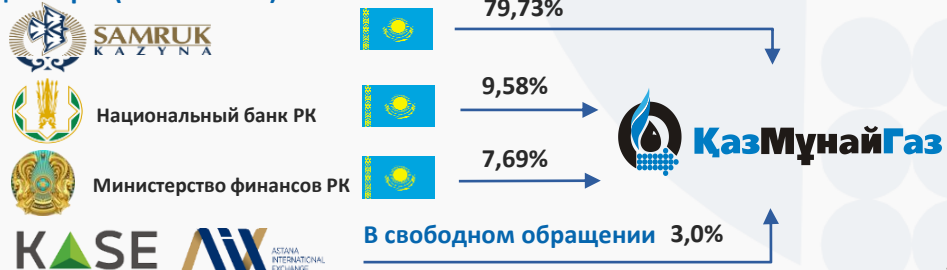 79,73%
SAMRUK
KAZYNA
9,58%
Национальный банк РК
ҚазМұнайГаз
7,69%
Министерство финансов РК
В свободном обращении 3,0%
KASE
AIX
ASTANA
INTERNATIONAL
EXCHANGE